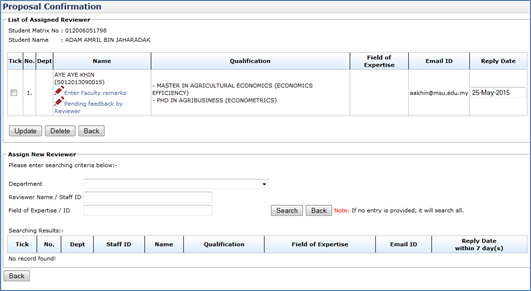 Proposal Confirmation
List of Assigned Reviewer
Student Matrix No : 012006051798
Student Name : ADAM AMRIL BIN JAHARADAK
Tick No. Dept Name Qualification Field of Expertise Email ID Reply Date
1. AYE AYE KHIN
(S012013090015)
Enter Faculty remarks
Pending feedback by Reviewer
- MASTER IN AGRICULTURAL ECONOMICS (ECONOMICS EFFICIENCY)
- PHD IN AGRIBUSINESS (ECONOMETRICS)
aakhin@msu.edu.my 25-May-2015
Update Delete Back
Assign New Reviewer
Please enter searching criteria below:-
Department
Reviewer Name / Staff ID
Field of Expertise / ID Search Back Note: If no entry is provided, it will search all.
Searching Results:-
Tick No. Dept Staff ID Name Qualification Field of Expertise Email ID Reply Date within 7 day(s)
No record found!
Back